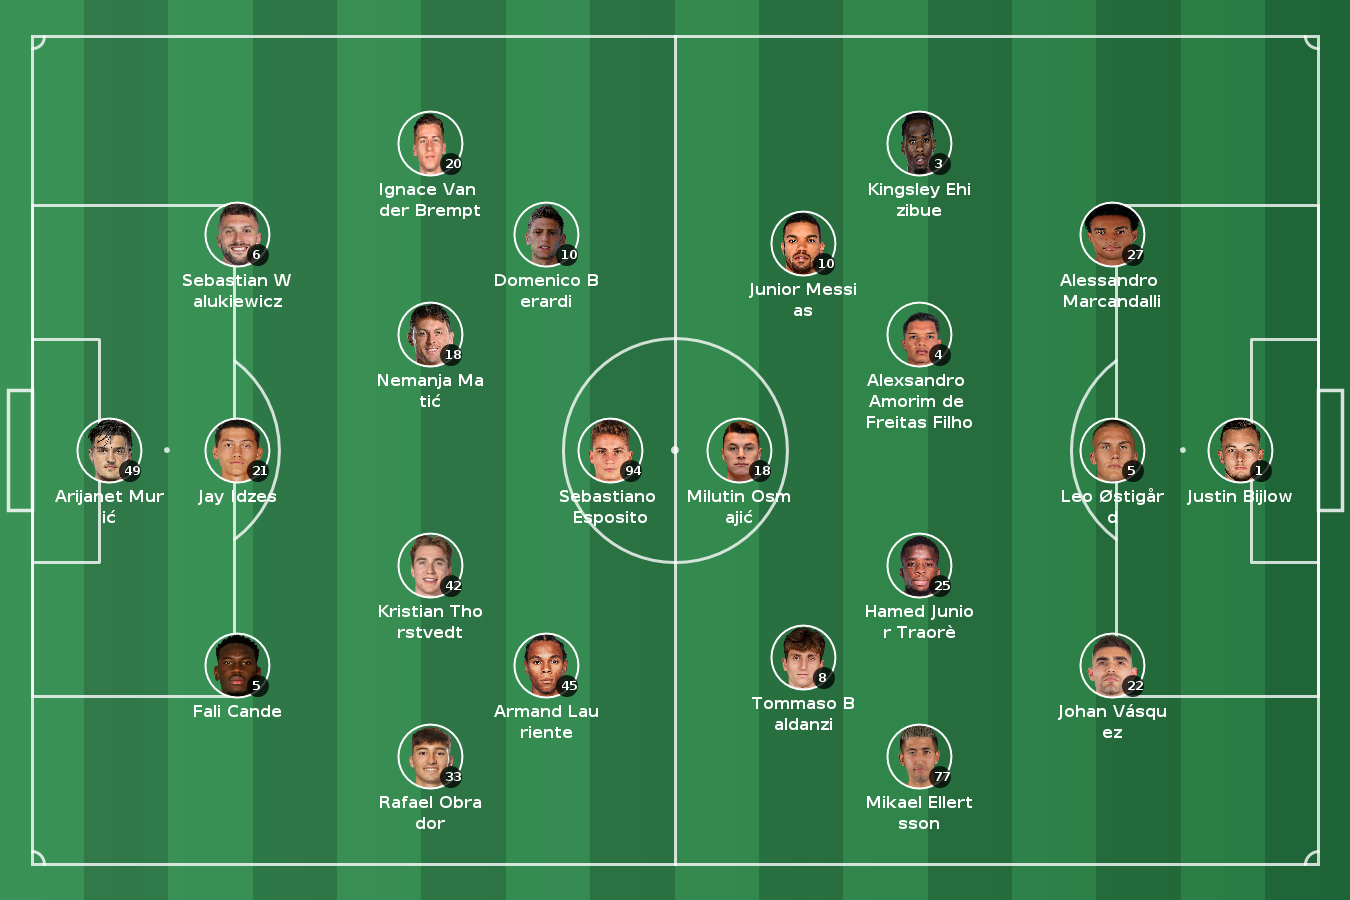 20
Ignace Van
der Brempt
3
Kingsley Ehi
zibue
6
Sebastian W
alukiewicz
10
Domenico B
erardi
10
Junior Messi
as
27
Alessandro
Marcandalli
18
Nemanja Ma
tić
4
Alexsandro
Amorim de
Freitas Filho
49
Arijanet Mur
ić
21
Jay Idzes
94
Sebastiano
Esposito
18
Milutin Osm
ajić
5
Leo Østigår
d
1
Justin Bijlow
42
Kristian Tho
rstvedt
25
Hamed Junio
r Traorè
5
Fali Cande
45
Armand Lau
riente
8
Tommaso B
aldanzi
22
Johan Vásqu
ez
33
Rafael Obra
dor
77
Mikael Ellert
sson